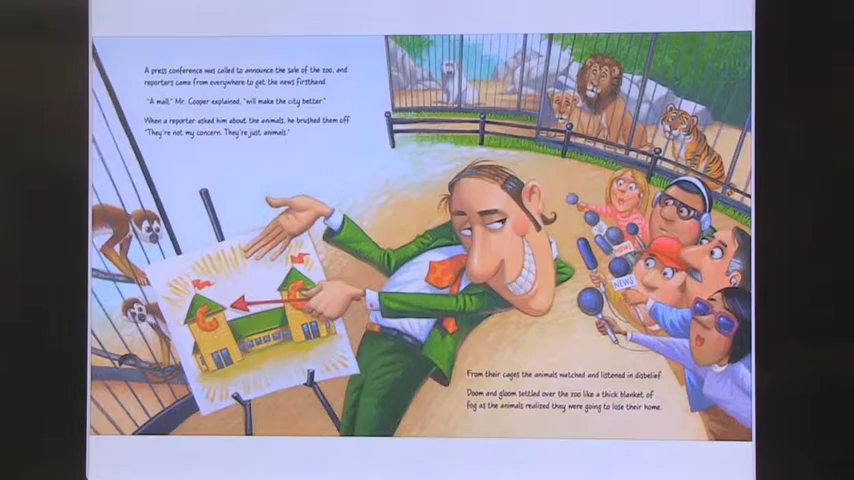 A press conference was called to announce the sale of the zoo, and
reporters came from everywhere to get the news firsthand.
"A mall," Mr. Cooper explained, "will make the city better."
When a reporter asked him about the animals, he brushed them off.
"They're not my concern. They're just animals."
NEWS
NEWS
From their cages the animals watched and listened in disbelief.
Doom and gloom settled over the zoo like a thick blanket of
fog as the animals realized they were going to lose their home.